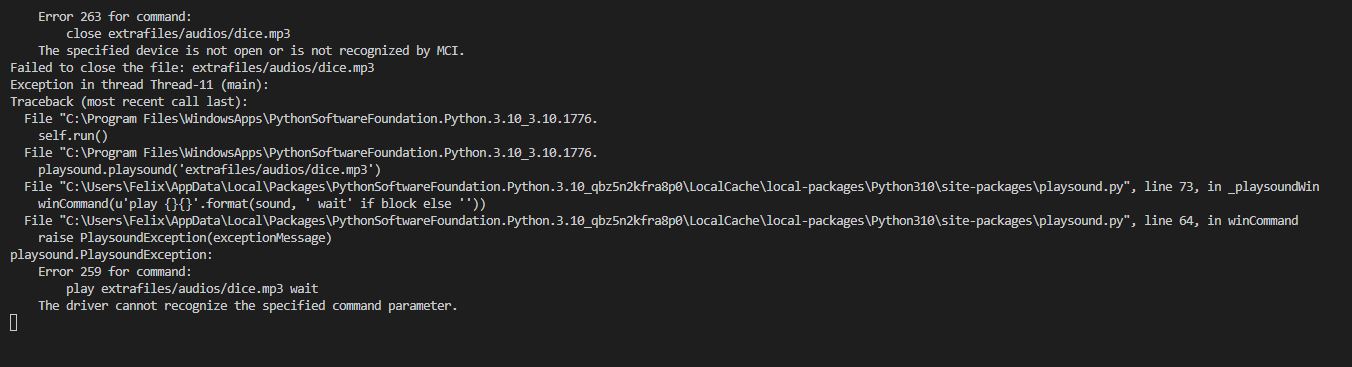 Error 263 for command:
close extrafiles/audios/dice.mp3
The specified device is not open or is not recognized by MCI.
Failed to close the file: extrafiles/audios/dice.mp3
Exception in thread Thread-11 (main):
Traceback (most recent call last):
File "C:\Program Files\WindowsApps\PythonSoftwareFoundation.Python.3.10_3.10.1776.
self.run()
File "C:\Program Files\WindowsApps\PythonSoftwareFoundation.Python.3.10_3.10.1776.
playsound.playsound('extrafiles/audios/dice.mp3')
File "C:\Users\Felix\AppData\Local\Packages\PythonSoftwareFoundation.Python.3.10_qbz5n2kfra8p0\LocalCache\local-packages\Python310\site-packages\playsound.py", line 73, in _playsoundWin
winCommand(u'play {}{}'.format(sound, ' wait' if block else ''))
File "C:\Users\Felix\AppData\Local\Packages\PythonSoftwareFoundation.Python.3.10_qbz5n2kfra8p0\LocalCache\local-packages\Python310\site-packages\playsound.py", line 64, in winCommand
raise PlaysoundException(exceptionMessage)
playsound.PlaysoundException:
Error 259 for command:
play extrafiles/audios/dice.mp3 wait
The driver cannot recognize the specified command parameter.